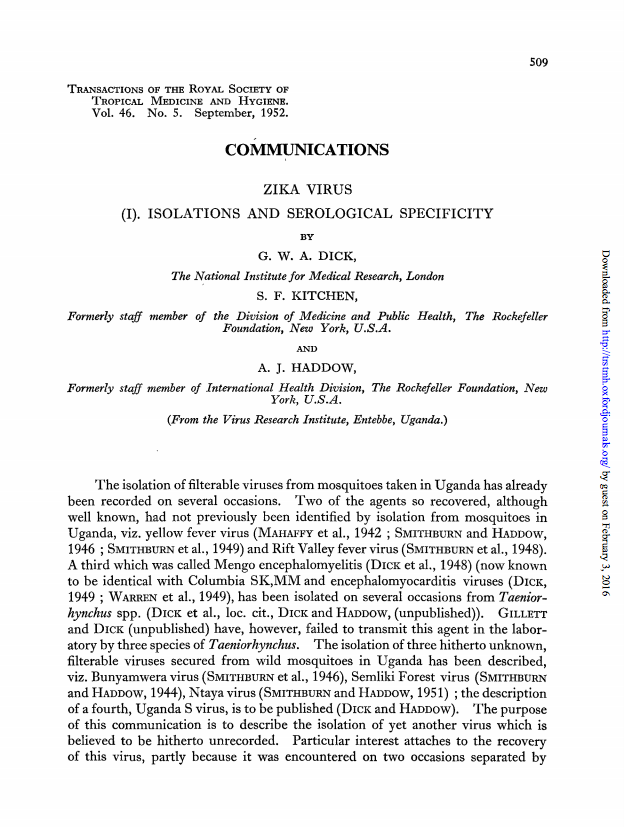 509
TRANSACTIONS OF THE ROYAL SOCIETY OF
TROPICAL MEDICINE AND HYGIENE.
Vol. 46. No. 5. September, 1952.
COMMUNICATIONS
ZIKA VIRUS
(I). ISOLATIONS AND SEROLOGICAL SPECIFICITY
BY
G. W. A. DICK,
The National Institute for Medical Research, London
S. F. KITCHEN,
Formerly staff member of the Division of Medicine and Public Health, The Rockefeller
Foundation, New York, U.S.A.
AND
A. J. HADDOW,
Formerly staff member of International Health Division, The Rockefeller Foundation, New
York, U.S.A.
(From the Virus Research Institute, Entebbe, Uganda.)
The isolation of filterable viruses from mosquitoes taken in Uganda has already
been recorded on several occasions. Two of the agents so recovered, although
well known, had not previously been identified by isolation from mosquitoes in
Uganda, viz. yellow fever virus (MAHAFFY et al., 1942 ; SMITHBURN and HADDOW,
1946 ; SMITHBURN et al., 1949) and Rift Valley fever virus (SMITHBURN et al., 1948).
A third which was called Mengo encephalomyelitis (DICK et al., 1948) (now known
to be identical with Columbia SK,MM and encephalomyocarditis viruses (DICK,
1949 ; WARREN et al., 1949), has been isolated on several occasions from Taenior-
hynchus spp. (DICK et al., loc. cit., DICK and HADDOW, (unpublished)). GILLETT
and DICK (unpublished) have, however, failed to transmit this agent in the labor-
atory by three species of Taeniorhynchus. The isolation of three hitherto unknown,
filterable viruses secured from wild mosquitoes in Uganda has been described,
viz. Bunyamwera virus (SMITHBURN et al., 1946), Semliki Forest virus (SMITHBURN
and HADDOW, 1944), Ntaya virus (SMITHBURN and HADDOW, 1951) ; the description
of a fourth, Uganda S virus, is to be published (DICK and HADDOW). The purpose
of this communication is to describe the isolation of yet another virus which is
believed to be hitherto unrecorded. Particular interest attaches to the recovery
of this virus, partly because it was encountered on two occasions separated by
Downloaded from http://trstmh.oxfordjournals.org/ by guest on February 3, 2016